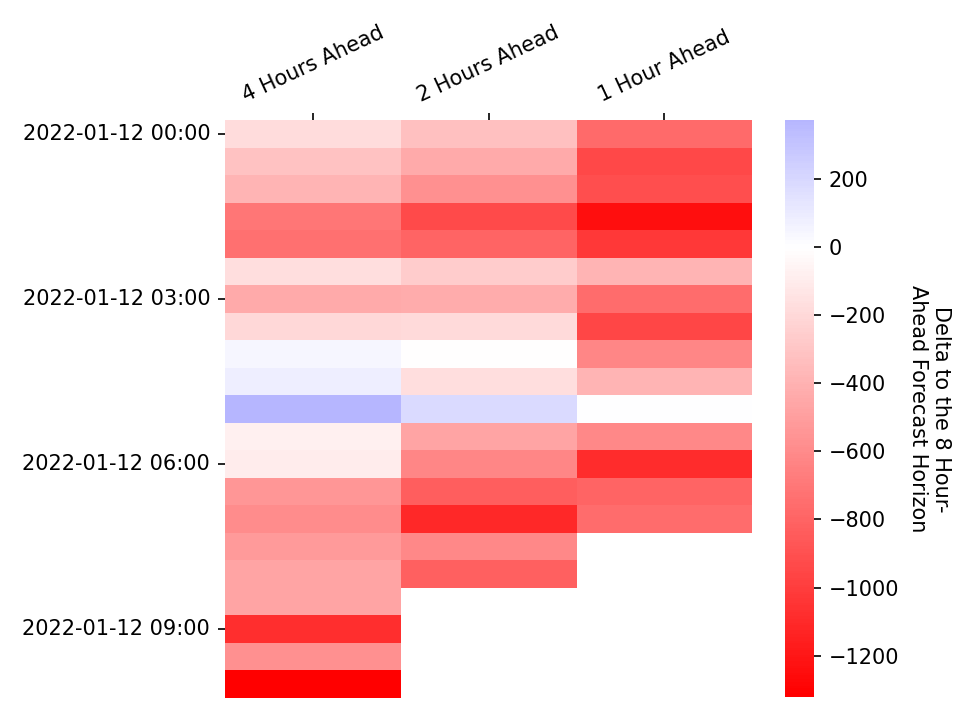 4 Hours Ahead
2 Hours Ahead
1 Hour Ahead
2022-01-12 00:00
2022-01-12 03:00
2022-01-12 06:00
2022-01-12 09:00
200
0
−200
−400
−600
−800
−1000
−1200
Delta to the 8 Hour-
Ahead Forecast Horizon